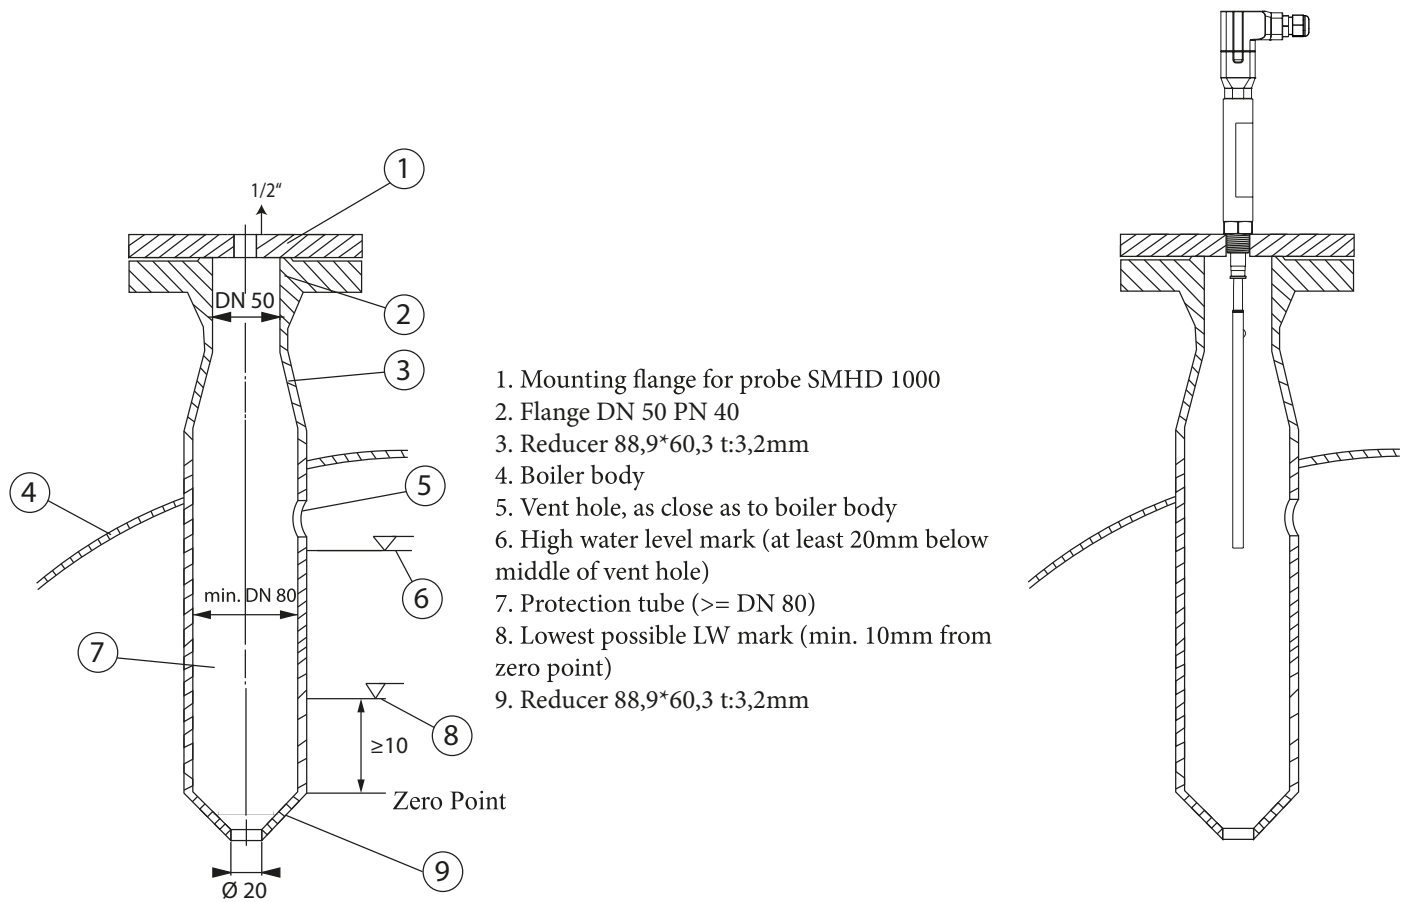 1
1/2“
DN 50
2
3
1. Mounting flange for probe SMHD 1000
2. Flange DN 50 PN 40
3. Reducer 88,9*60,3 t:3,2mm
4. Boiler body
5. Vent hole, as close as to boiler body
6. High water level mark (at least 20mm below
middle of vent hole)
7. Protection tube (>= DN 80)
8. Lowest possible LW mark (min. 10mm from
zero point)
9. Reducer 88,9*60,3 t:3,2mm
4
5
6
min. DN 80
7
8
≥10
Zero Point
9
Ø 20